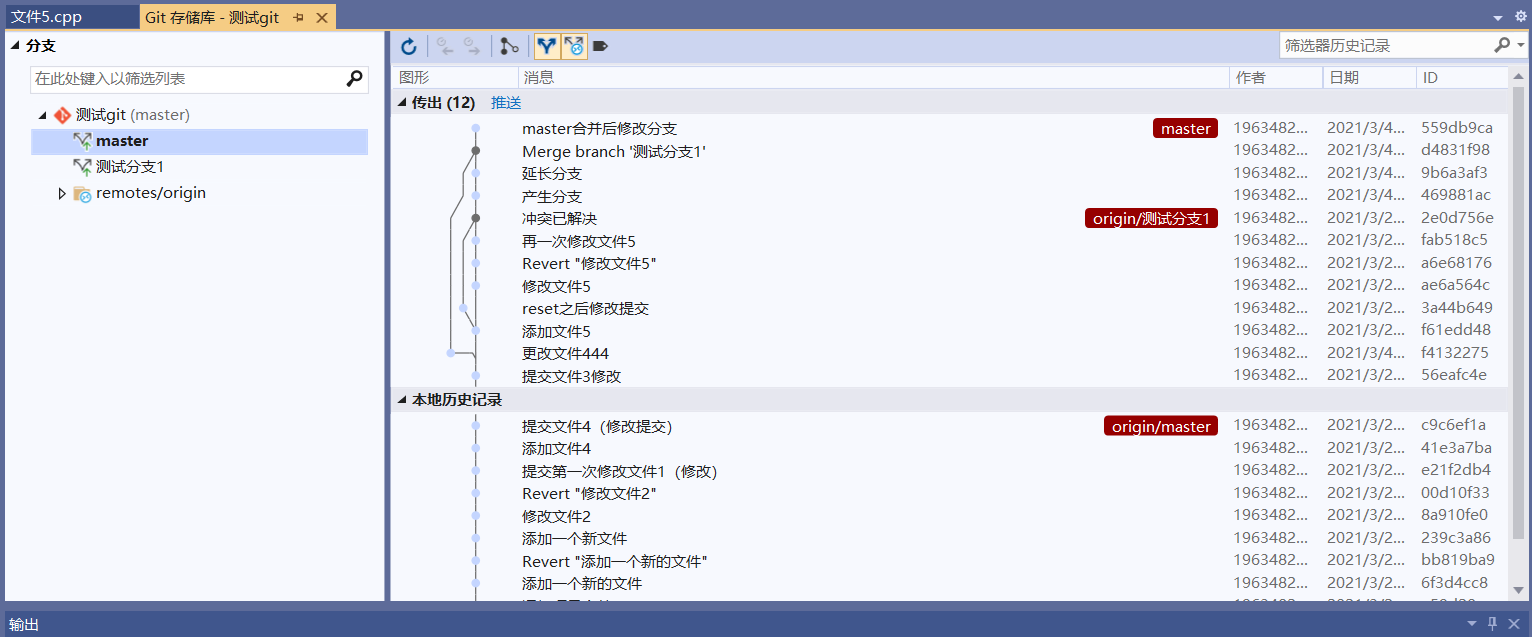 文件5.cpp Git 存储库 - 测试git
分支
在此处键入以筛选列表
测试git (master)
master
测试分支1
remotes/origin
筛选器历史记录
图形 消息 作者 日期 ID
传出 (12) 推送
master合并后修改分支 master 1963482... 2021/3/4... 559db9ca
Merge branch '测试分支1' 1963482... 2021/3/4... d4831f98
延长分支 1963482... 2021/3/4... 9b6a3af3
产生分支 1963482... 2021/3/4... 469881ac
冲突已解决 origin/测试分支1 1963482... 2021/3/2... 2e0d756e
再一次修改文件5 1963482... 2021/3/2... fab518c5
Revert "修改文件5" 1963482... 2021/3/2... a6e68176
修改文件5 1963482... 2021/3/2... ae6a564c
reset之后修改提交 1963482... 2021/3/2... 3a44b649
添加文件5 1963482... 2021/3/2... f61edd48
更改文件444 1963482... 2021/3/4... f4132275
提交文件3修改 1963482... 2021/3/2... 56eafc4e
本地历史记录
提交文件4（修改提交） origin/master 1963482... 2021/3/2... c9c6ef1a
添加文件4 1963482... 2021/3/2... 41e3a7ba
提交第一次修改文件1（修改） 1963482... 2021/3/2... e21f2db4
Revert "修改文件2" 1963482... 2021/3/2... 00d10f33
修改文件2 1963482... 2021/3/2... 8a910fe0
添加一个新文件 1963482... 2021/3/2... 239c3a86
Revert "添加一个新的文件" 1963482... 2021/3/2... bb819ba9
添加一个新的文件 1963482... 2021/3/2... 6f3d4cc8
输出